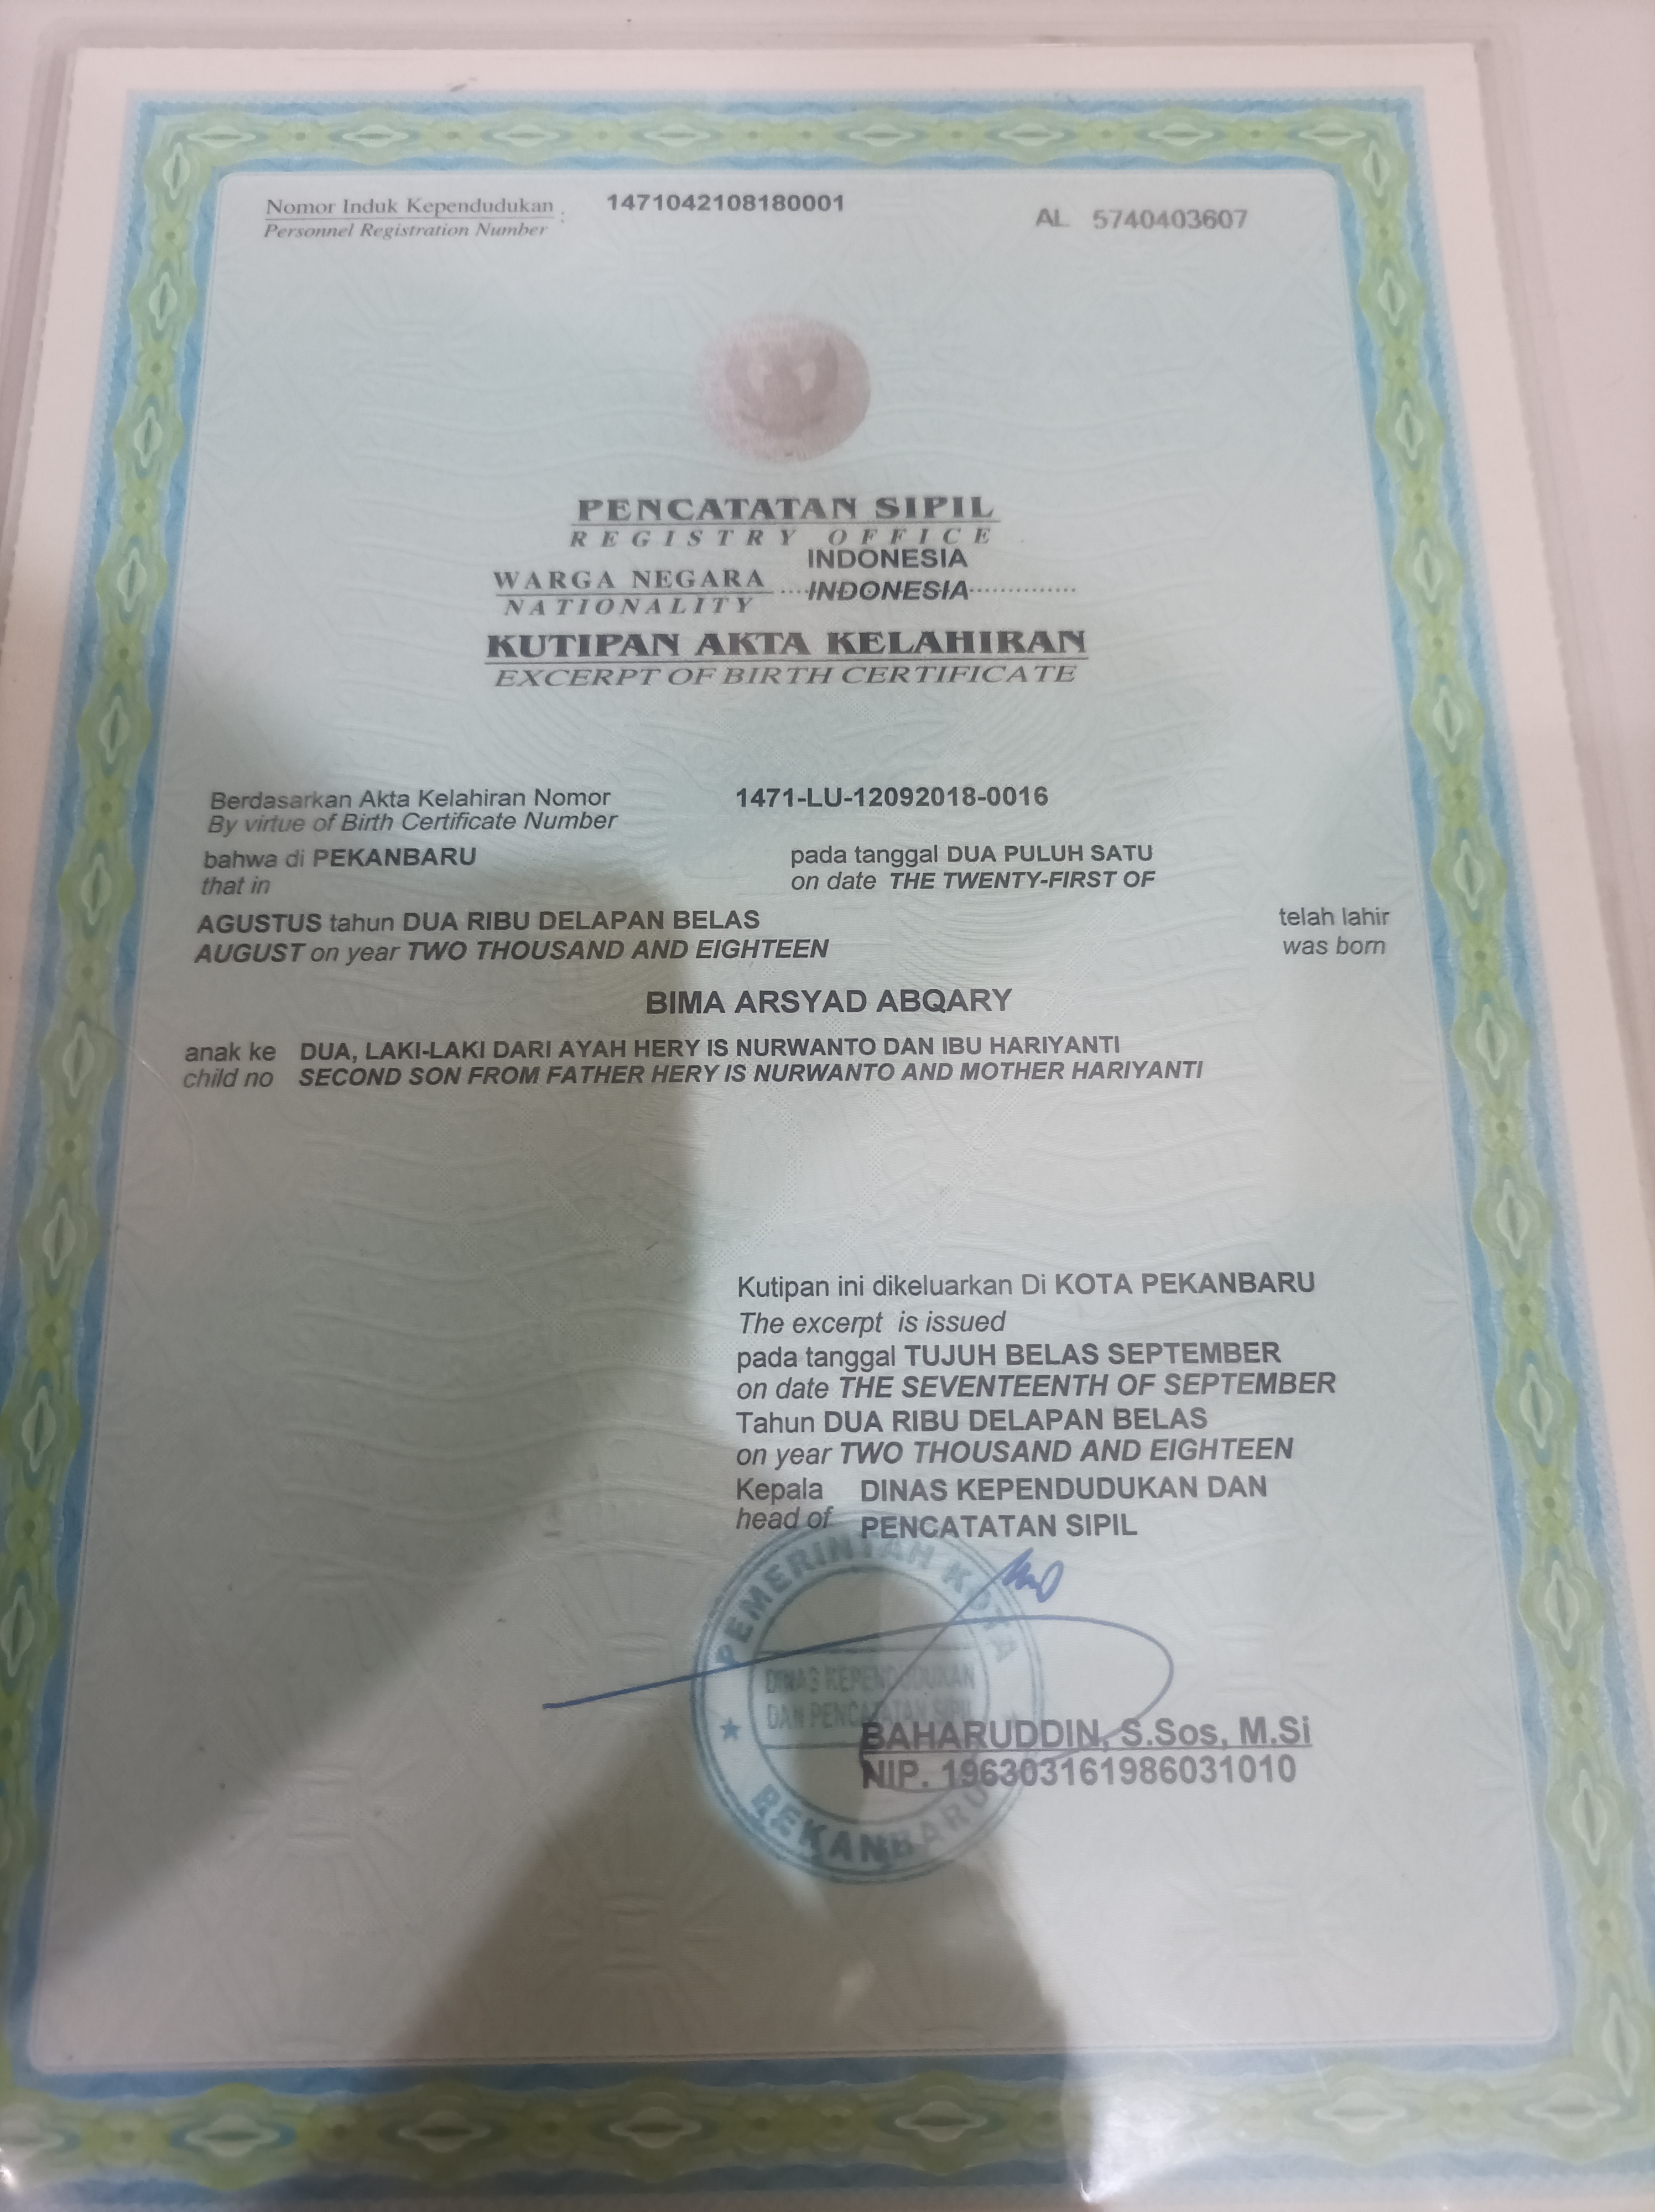 Nomor Induk Kependudukan : 1471042108180001
Personnel Registration Number
AL 5740403607
PENCATATAN SIPIL
REGISTRY OFFICE
INDONESIA
WARGA NEGARA
INDONESIA
NATIONALITY
KUTIPAN AKTA KELAHIRAN
EXCERPT OF BIRTH CERTIFICATE
Berdasarkan Akta Kelahiran Nomor 1471-LU-12092018-0016
By virtue of Birth Certificate Number
bahwa di PEKANBARU pada tanggal DUA PULUH SATU
that in on date THE TWENTY-FIRST OF
AGUSTUS tahun DUA RIBU DELAPAN BELAS telah lahir
AUGUST on year TWO THOUSAND AND EIGHTEEN was born
BIMA ARSYAD ABQARY
anak ke DUA, LAKI-LAKI DARI AYAH HERY IS NURWANTO DAN IBU HARIYANTI
child no SECOND SON FROM FATHER HERY IS NURWANTO AND MOTHER HARIYANTI
Kutipan ini dikeluarkan Di KOTA PEKANBARU
The excerpt is issued
pada tanggal TUJUH BELAS SEPTEMBER
on date THE SEVENTEENTH OF SEPTEMBER
Tahun DUA RIBU DELAPAN BELAS
on year TWO THOUSAND AND EIGHTEEN
Kepala DINAS KEPENDUDUKAN DAN
head of PENCATATAN SIPIL
PEMERINTAH KOTA
DINAS KEPENDUDUKAN
DAN PENCATATAN SIPIL
BAHARUDDIN, S.Sos, M.Si
NIP. 196303161986031010
PEKANBARU